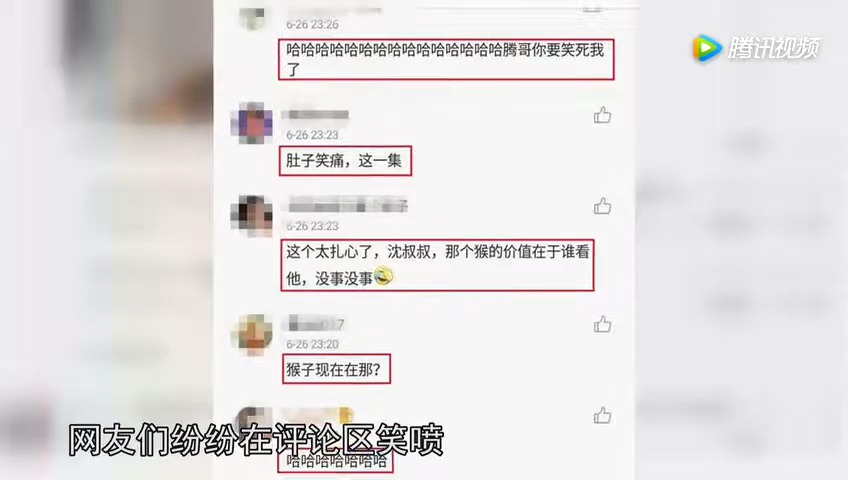 6-26 23:26
腾讯视频
哈哈哈哈哈哈哈哈哈哈哈哈哈哈哈腾哥你要笑死我
了
6-26 23:23
肚子笑痛，这一集
6-26 23:23
这个太扎心了，沈叔叔，那个猴的价值在于谁看
他，没事没事
6-26 23:20
猴子现在在那？
网友们纷纷在评论区笑喷
哈哈哈哈哈哈哈